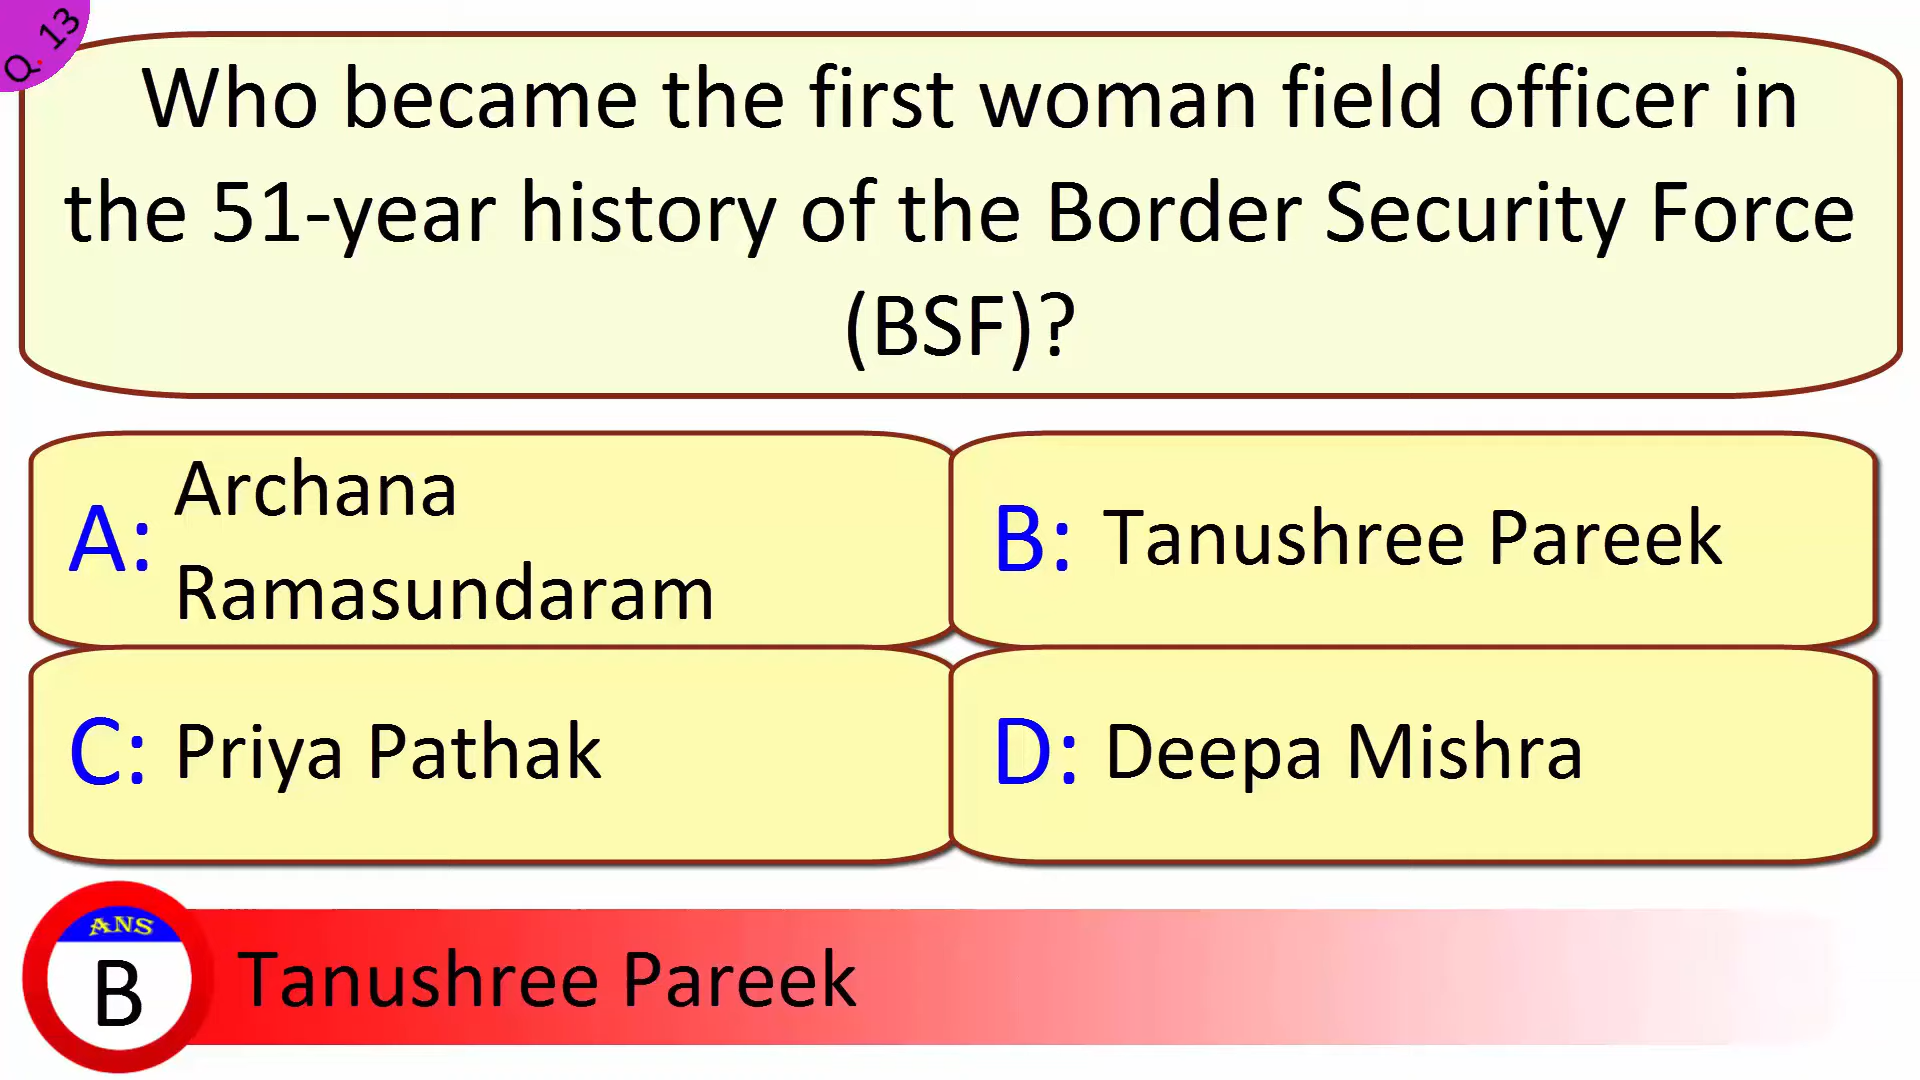 Q. 13
Who became the first woman field officer in
the 51-year history of the Border Security Force
(BSF)?
A: Archana
Ramasundaram
B: Tanushree Pareek
C: Priya Pathak
D: Deepa Mishra
ANS
B Tanushree Pareek